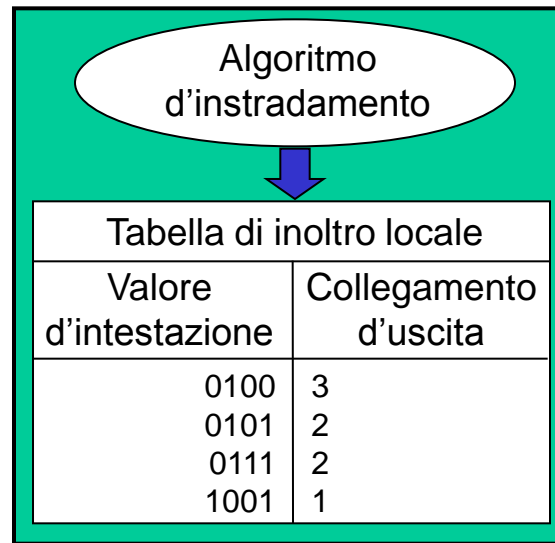 Algoritmo
d'instradamento
Tabella di inoltro locale
Valore
d'intestazione
Collegamento
d'uscita
0100 3
0101 2
0111 2
1001 1